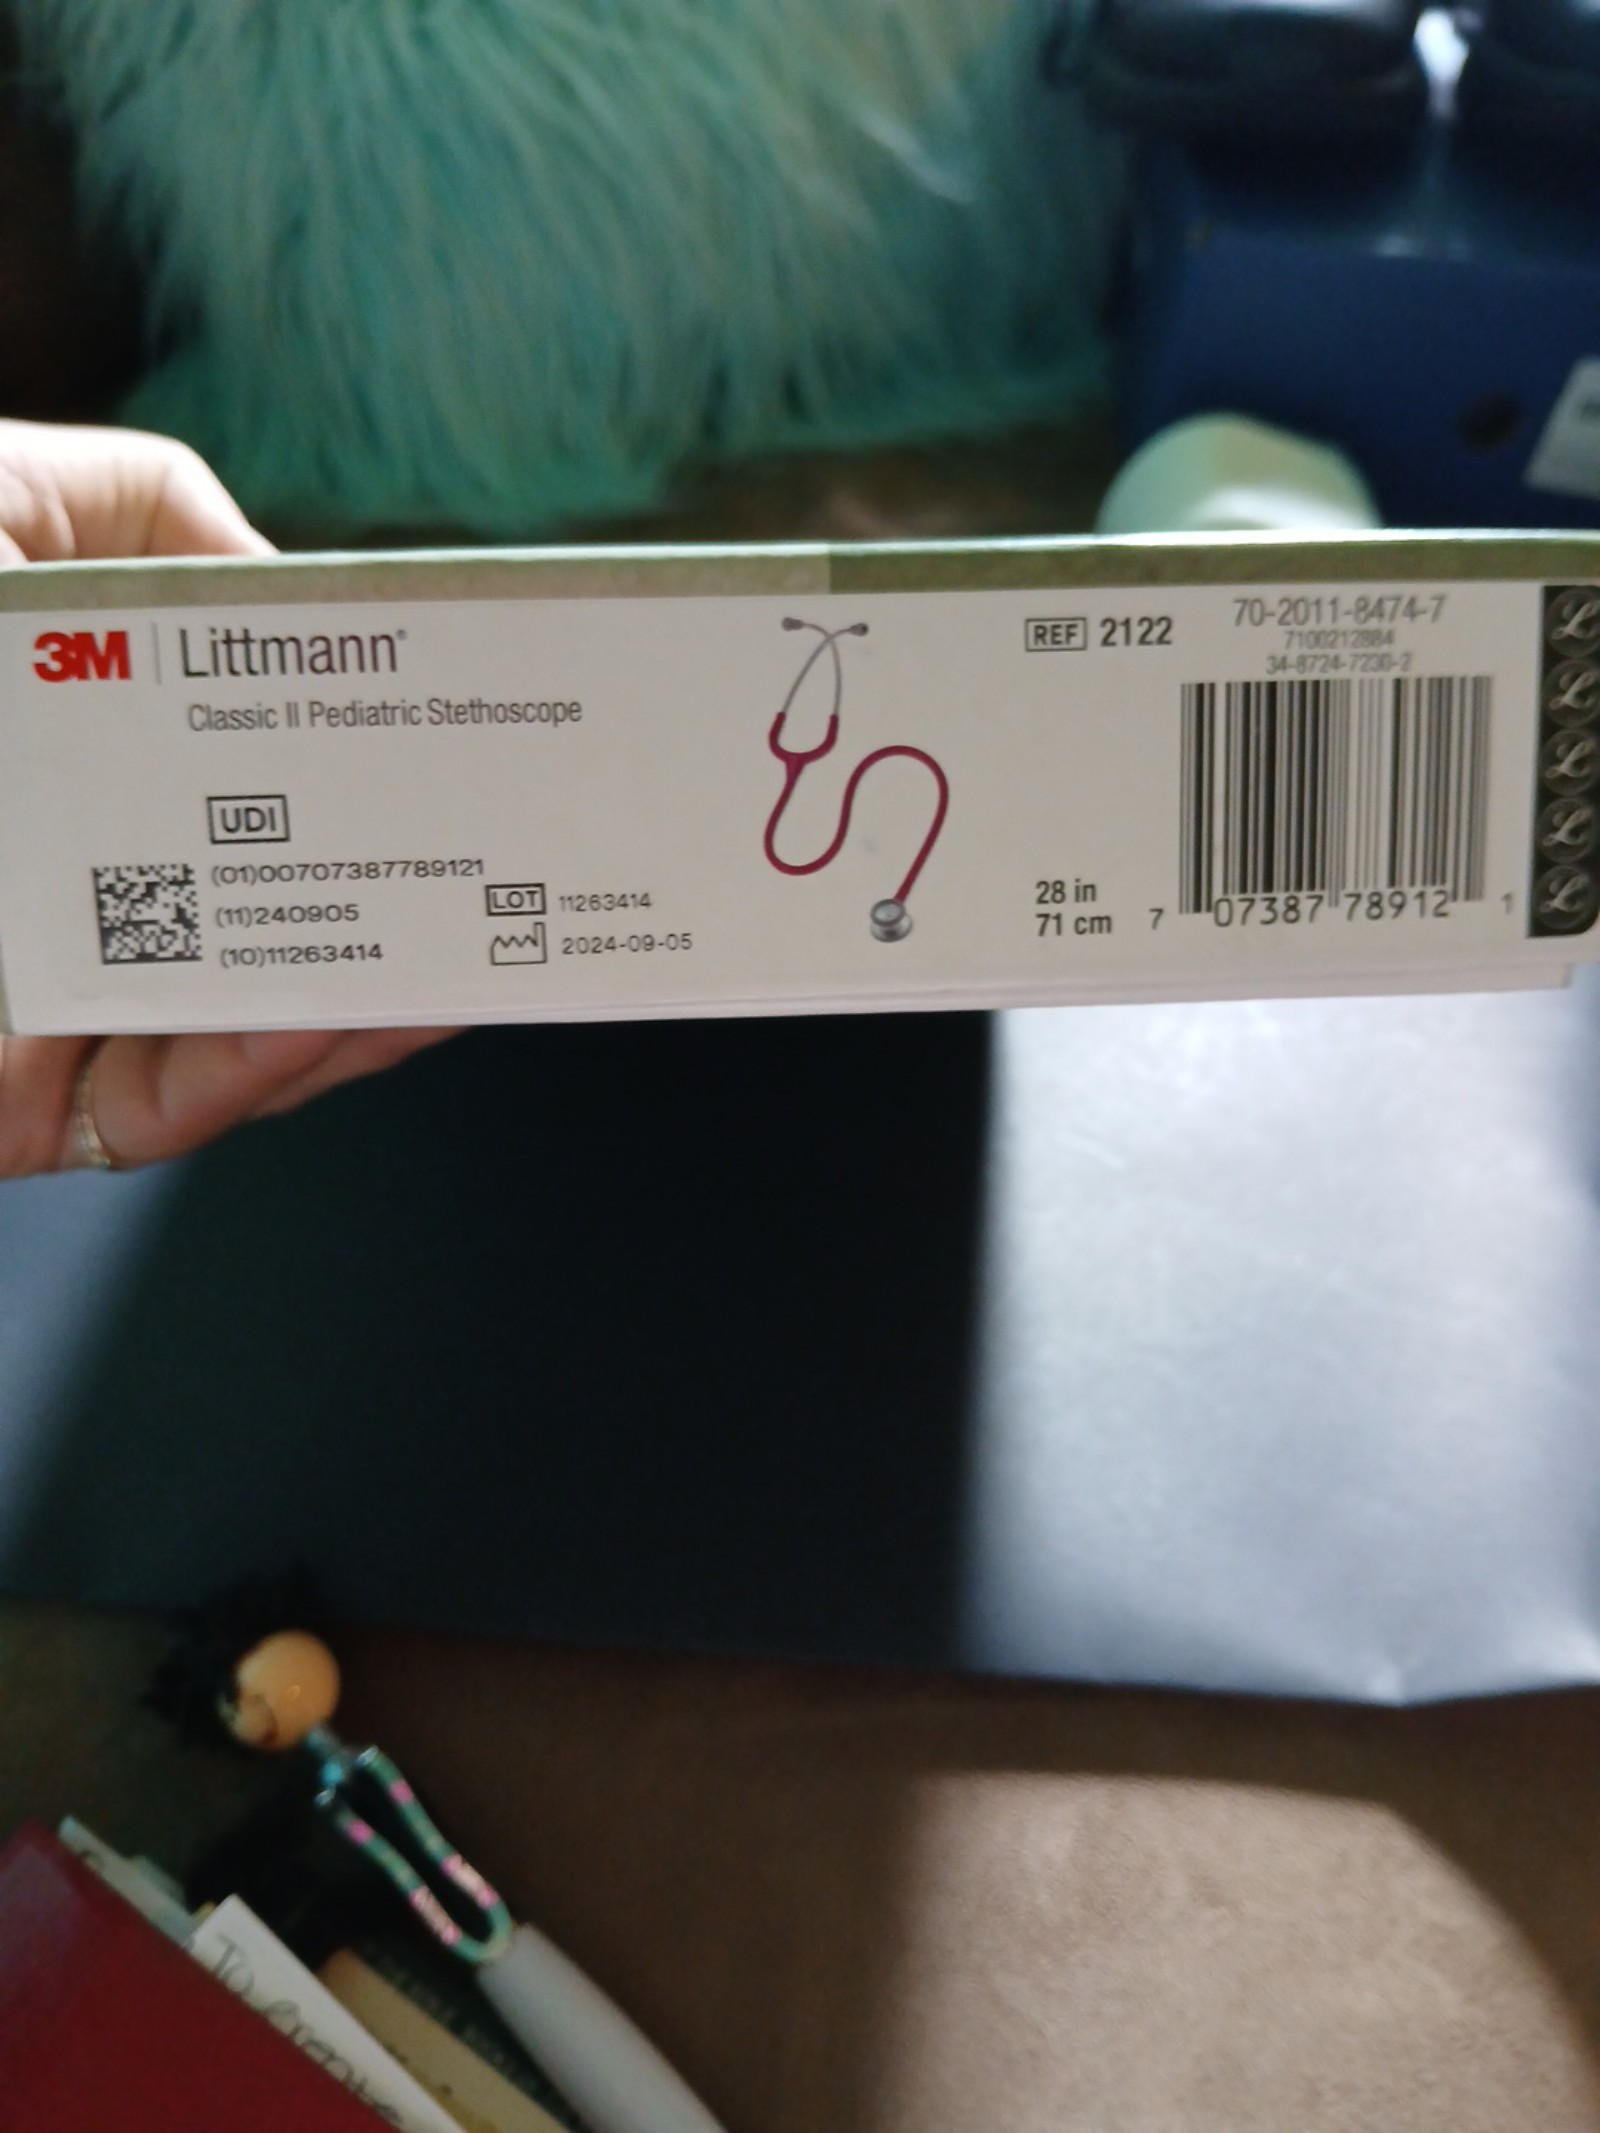 3M Littmann®
Classic II Pediatric Stethoscope
UDI
(01)00707387789121
(11)240905
(10)11263414
LOT 11263414
2024-09-05
REF 2122
28 in
71 cm
70-2011-8474-7
7100212884
34-8724-7230-2
7 07387 78912 1
To